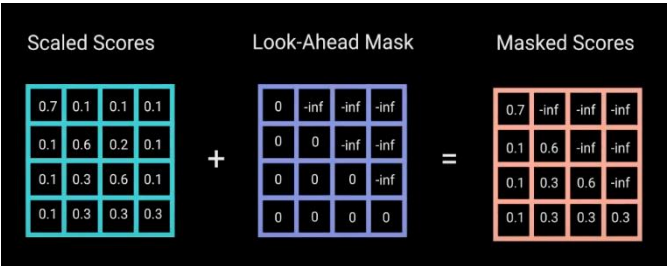 Scaled Scores Look-Ahead Mask Masked Scores
0.7 0.1 0.1 0.1 0 -inf -inf -inf 0.7 -inf -inf -inf
0.1 0.6 0.2 0.1 0 0 -inf -inf 0.1 0.6 -inf -inf
+ =
0.1 0.3 0.6 0.1 0 0 0 -inf 0.1 0.3 0.6 -inf
0.1 0.3 0.3 0.3 0 0 0 0 0.1 0.3 0.3 0.3